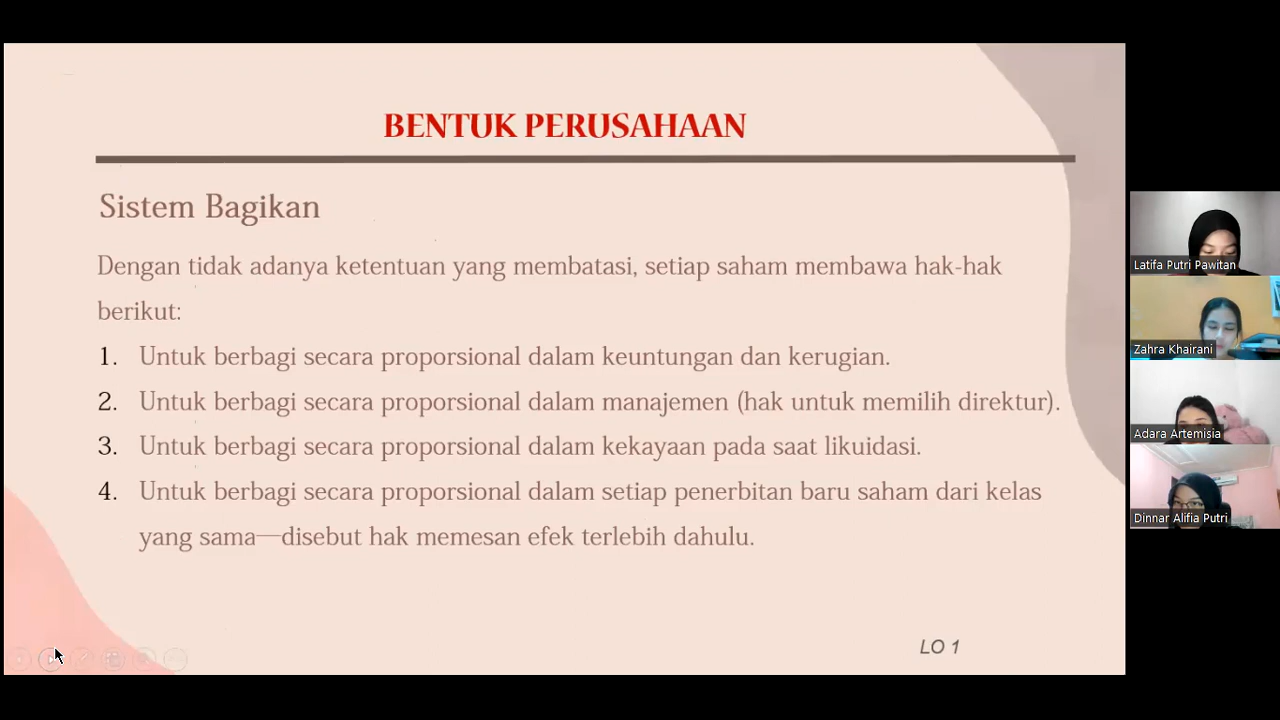 BENTUK PERUSAHAAN
Sistem Bagikan
Dengan tidak adanya ketentuan yang membatasi, setiap saham membawa hak-hak
berikut:
1. Untuk berbagi secara proporsional dalam keuntungan dan kerugian.
2. Untuk berbagi secara proporsional dalam manajemen (hak untuk memilih direktur).
3. Untuk berbagi secara proporsional dalam kekayaan pada saat likuidasi.
4. Untuk berbagi secara proporsional dalam setiap penerbitan baru saham dari kelas
yang sama—disebut hak memesan efek terlebih dahulu.
LO 1
Latifa Putri Pawitan
Zahra Khairani
Adara Artemisia
Dinnar Alifia Putri